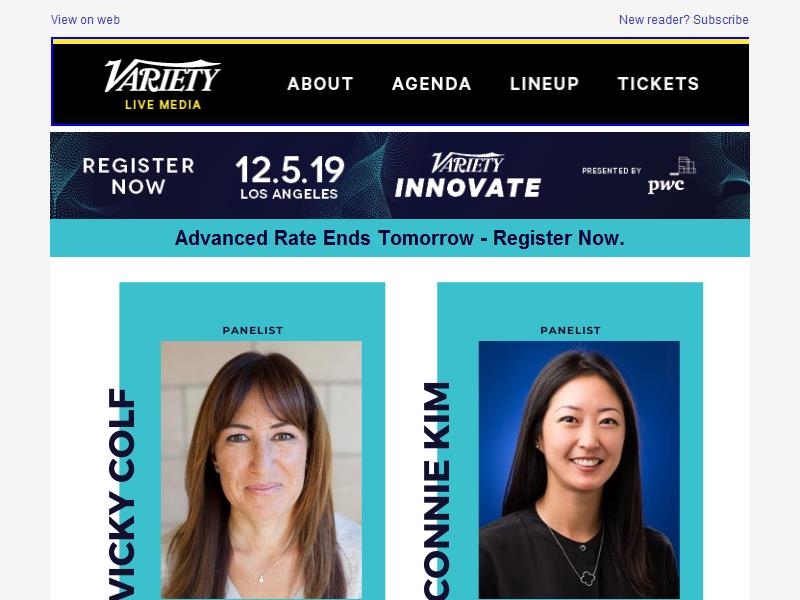 View on web
New reader? Subscribe
VARIETY
LIVE MEDIA
ABOUT AGENDA LINEUP TICKETS
REGISTER
NOW
12.5.19
LOS ANGELES
VARIETY
INNOVATE
PRESENTED BY
pwc
Advanced Rate Ends Tomorrow - Register Now.
PANELIST
VICKY COLF
PANELIST
CONNIE KIM